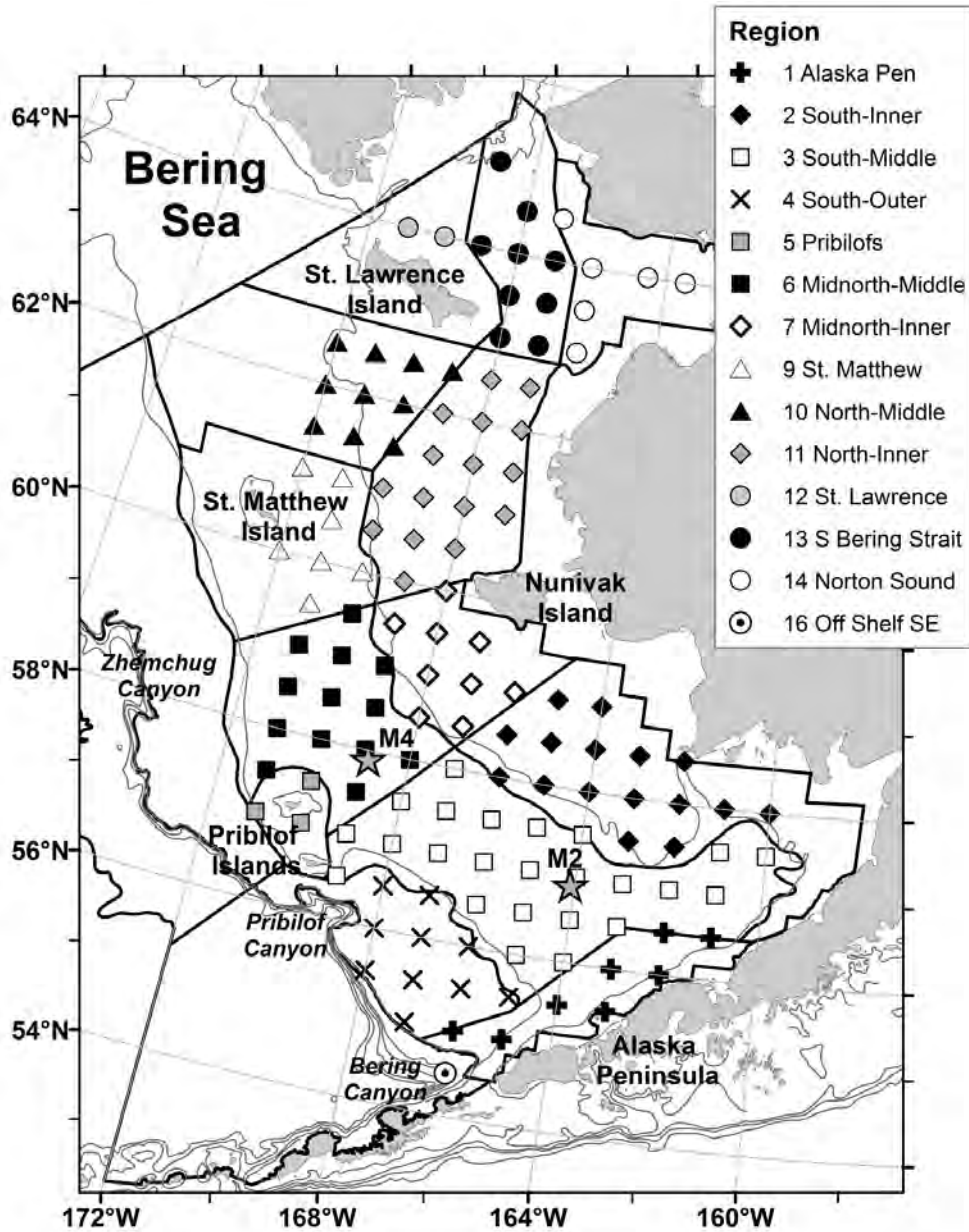 Region
1 Alaska Pen
2 South-Inner
3 South-Middle
4 South-Outer
5 Pribilofs
6 Midnorth-Middle
7 Midnorth-Inner
9 St. Matthew
10 North-Middle
11 North-Inner
12 St. Lawrence
13 S Bering Strait
14 Norton Sound
16 Off Shelf SE
64°N
62°N
60°N
58°N
56°N
54°N
Bering
Sea
St. Lawrence
Island
St. Matthew
Island
Nunivak
Island
Zhemchug
Canyon
M4
Pribilof
Islands
M2
Pribilof
Canyon
Bering
Canyon
Alaska
Peninsula
172°W
168°W
164°W
160°W